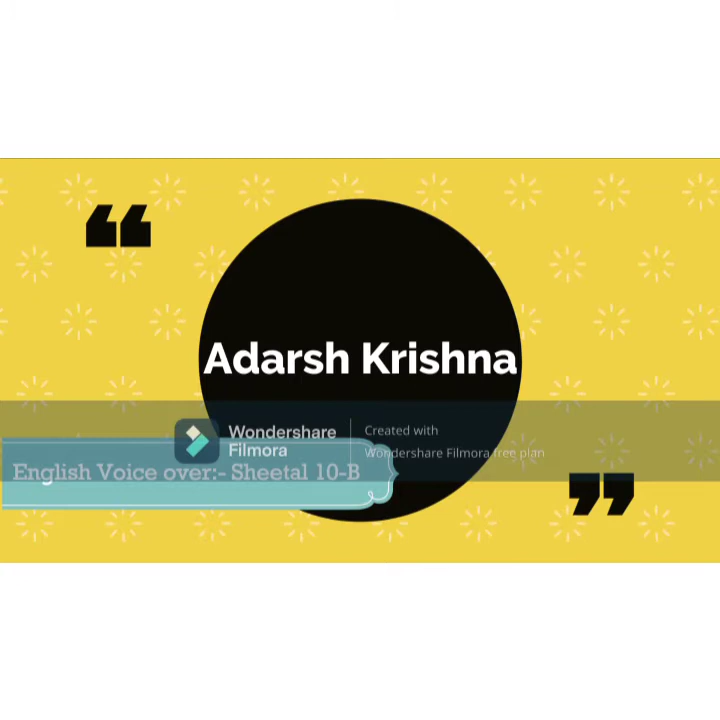 “
Adarsh Krishna
Wondershare
Filmora
Created with
Wondershare Filmora free plan
English Voice over:- Sheetal 10-B
”